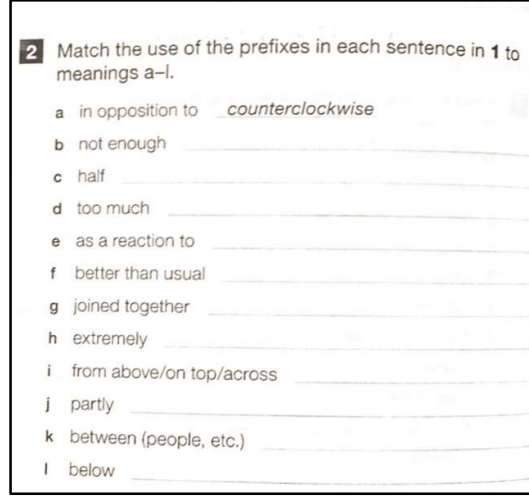 2 Match the use of the prefixes in each sentence in 1 to
meanings a–l.
a in opposition to counterclockwise
b not enough
c half
d too much
e as a reaction to
f better than usual
g joined together
h extremely
i from above/on top/across
j partly
k between (people, etc.)
l below